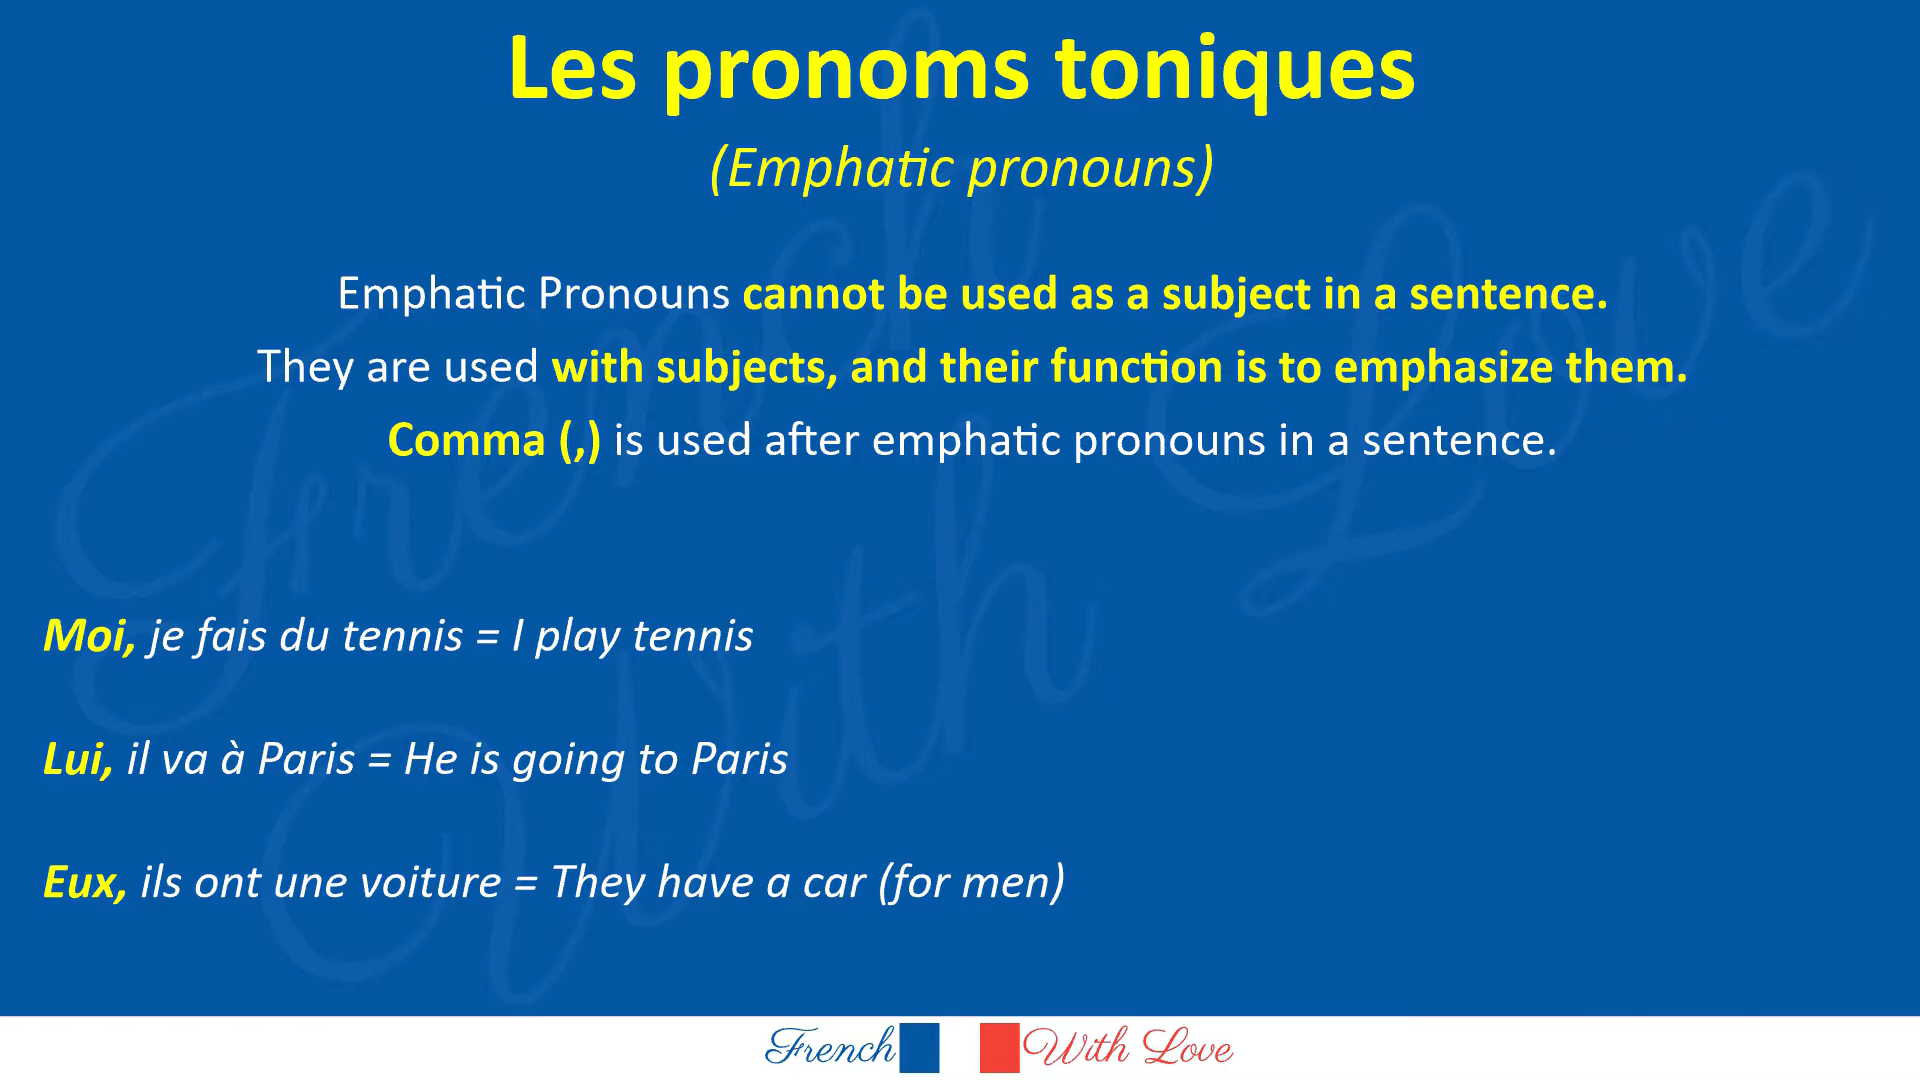 Les pronoms toniques
(Emphatic pronouns)
Emphatic Pronouns cannot be used as a subject in a sentence.
They are used with subjects, and their function is to emphasize them.
Comma (,) is used after emphatic pronouns in a sentence.
Moi, je fais du tennis = I play tennis
Lui, il va à Paris = He is going to Paris
Eux, ils ont une voiture = They have a car (for men)
French With Love
French With Love